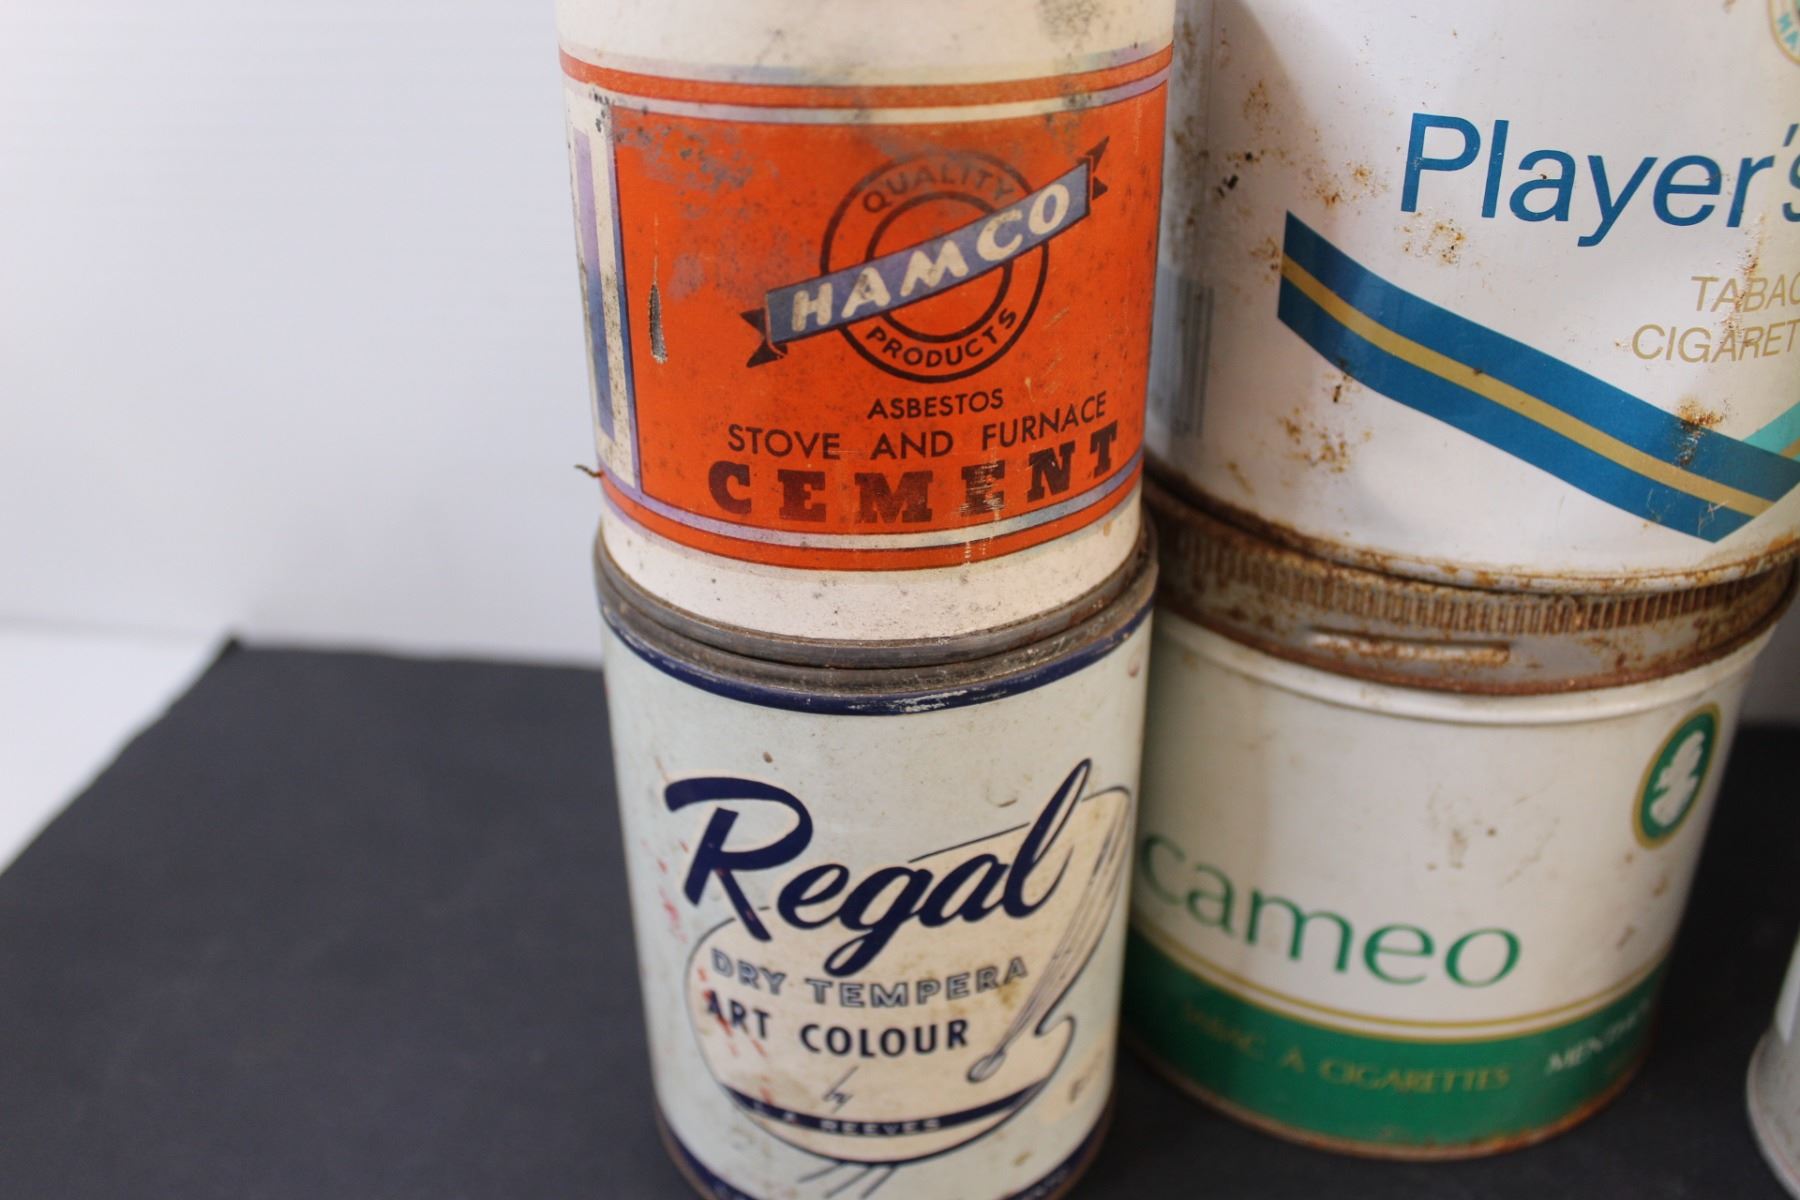 QUALITY
HAMCO
PRODUCTS
ASBESTOS
STOVE AND FURNACE
CEMENT
Player's
TABAC
CIGARET
Regal
DRY TEMPERA
ART COLOUR
by
REEVES
cameo
TABAC À CIGARETTES